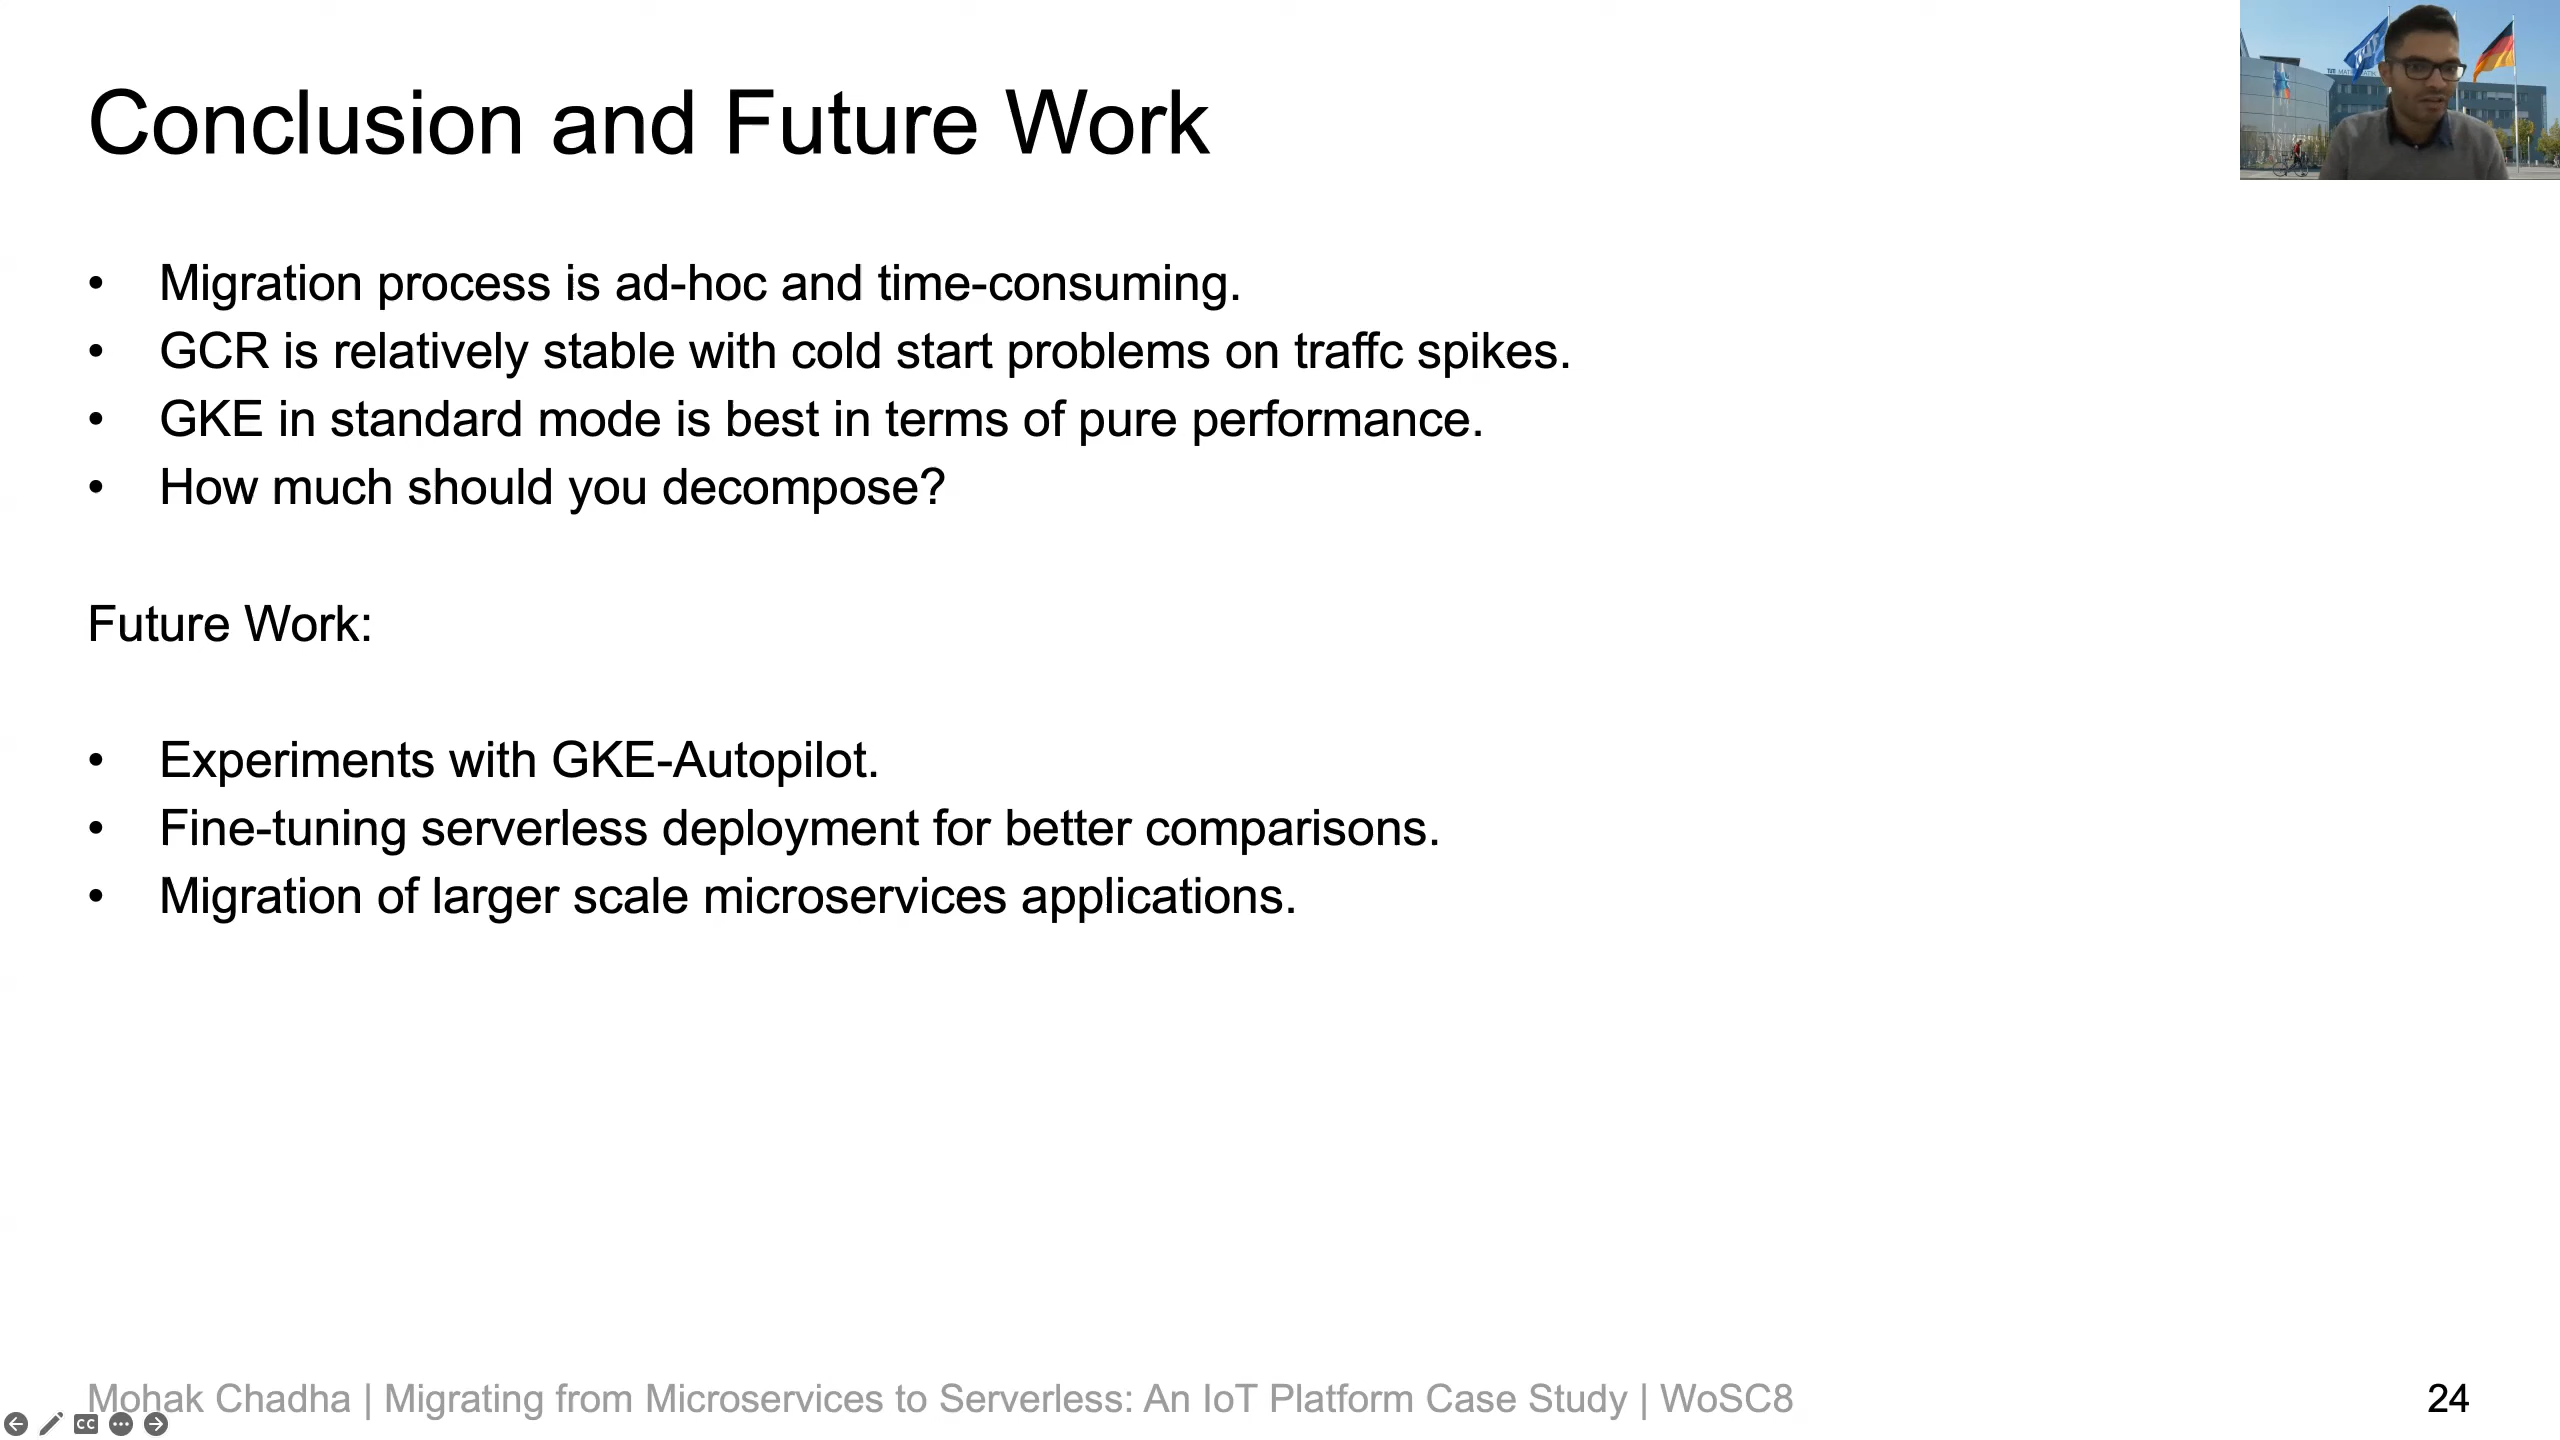 Conclusion and Future Work
• Migration process is ad-hoc and time-consuming.
• GCR is relatively stable with cold start problems on traffc spikes.
• GKE in standard mode is best in terms of pure performance.
• How much should you decompose?
Future Work:
• Experiments with GKE-Autopilot.
• Fine-tuning serverless deployment for better comparisons.
• Migration of larger scale microservices applications.
Mohak Chadha | Migrating from Microservices to Serverless: An IoT Platform Case Study | WoSC8
24
CC